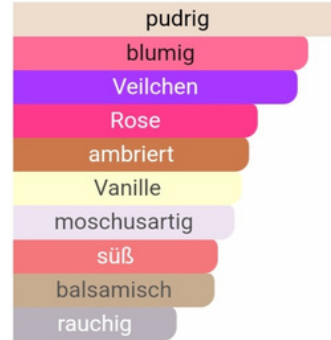 pudrig
blumig
Veilchen
Rose
ambriert
Vanille
moschusartig
süß
balsamisch
rauchig